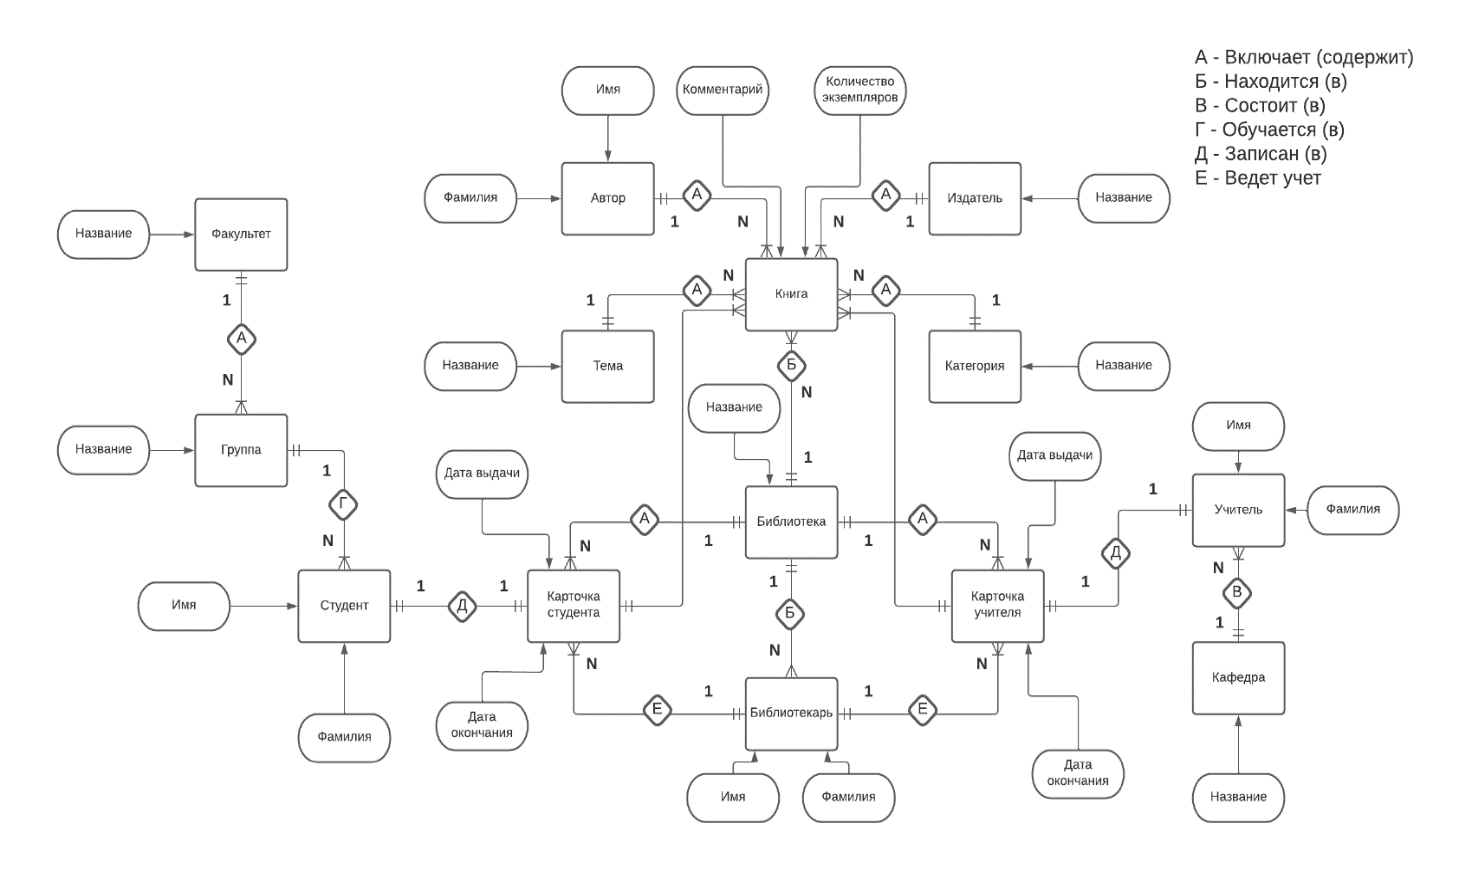 А - Включает (содержит)
Б - Находится (в)
В - Состоит (в)
Г - Обучается (в)
Д - Записан (в)
Е - Ведет учет
Имя
Комментарий
Количество
экземпляров
Фамилия
Автор
А
1
N
А
N
1
Издатель
Название
Название
Факультет
1
А
N
Название
Группа
1
Г
N
Книга
1
А
N
N
А
1
Название
Тема
Категория
Название
Б
N
Название
1
Библиотека
Дата выдачи
Дата выдачи
А
N
1
А
1
N
Имя
Учитель
Фамилия
1
Д
1
N
В
1
Кафедра
Название
Имя
Студент
Фамилия
1
Д
1
Карточка
студента
Карточка
учителя
1
Б
N
N
Е
1
Библиотекарь
1
Е
N
Дата
окончания
Дата
окончания
Имя
Фамилия